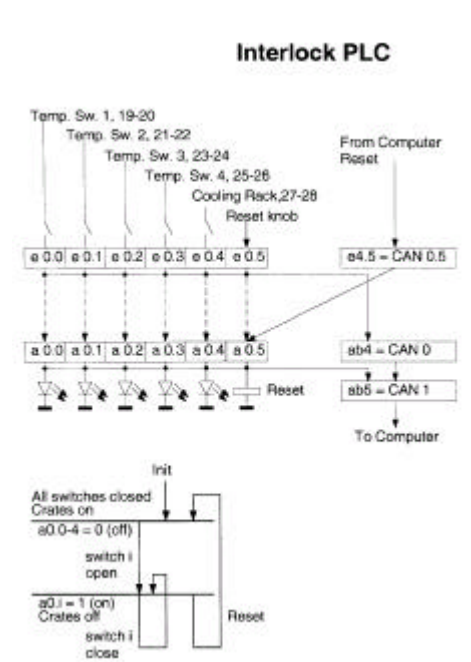 Interlock PLC
Temp. Sw. 1, 19-20
Temp. Sw. 2, 21-22
Temp. Sw. 3, 23-24
Temp. Sw. 4, 25-26
Cooling Rack,27-28
Reset knob
From Computer
Reset
e 0.0 e 0.1 e 0.2 e 0.3 e 0.4 e 0.5
e4.5 = CAN 0.5
a 0.0 a 0.1 a 0.2 a 0.3 a 0.4 a 0.5
ab4 = CAN 0
Reset
ab5 = CAN 1
To Computer
Init
All switches closed
Crates on
a0.0-4 = 0 (off)
switch i
open
a0.i = 1 (on)
Crates off
Reset
switch i
close